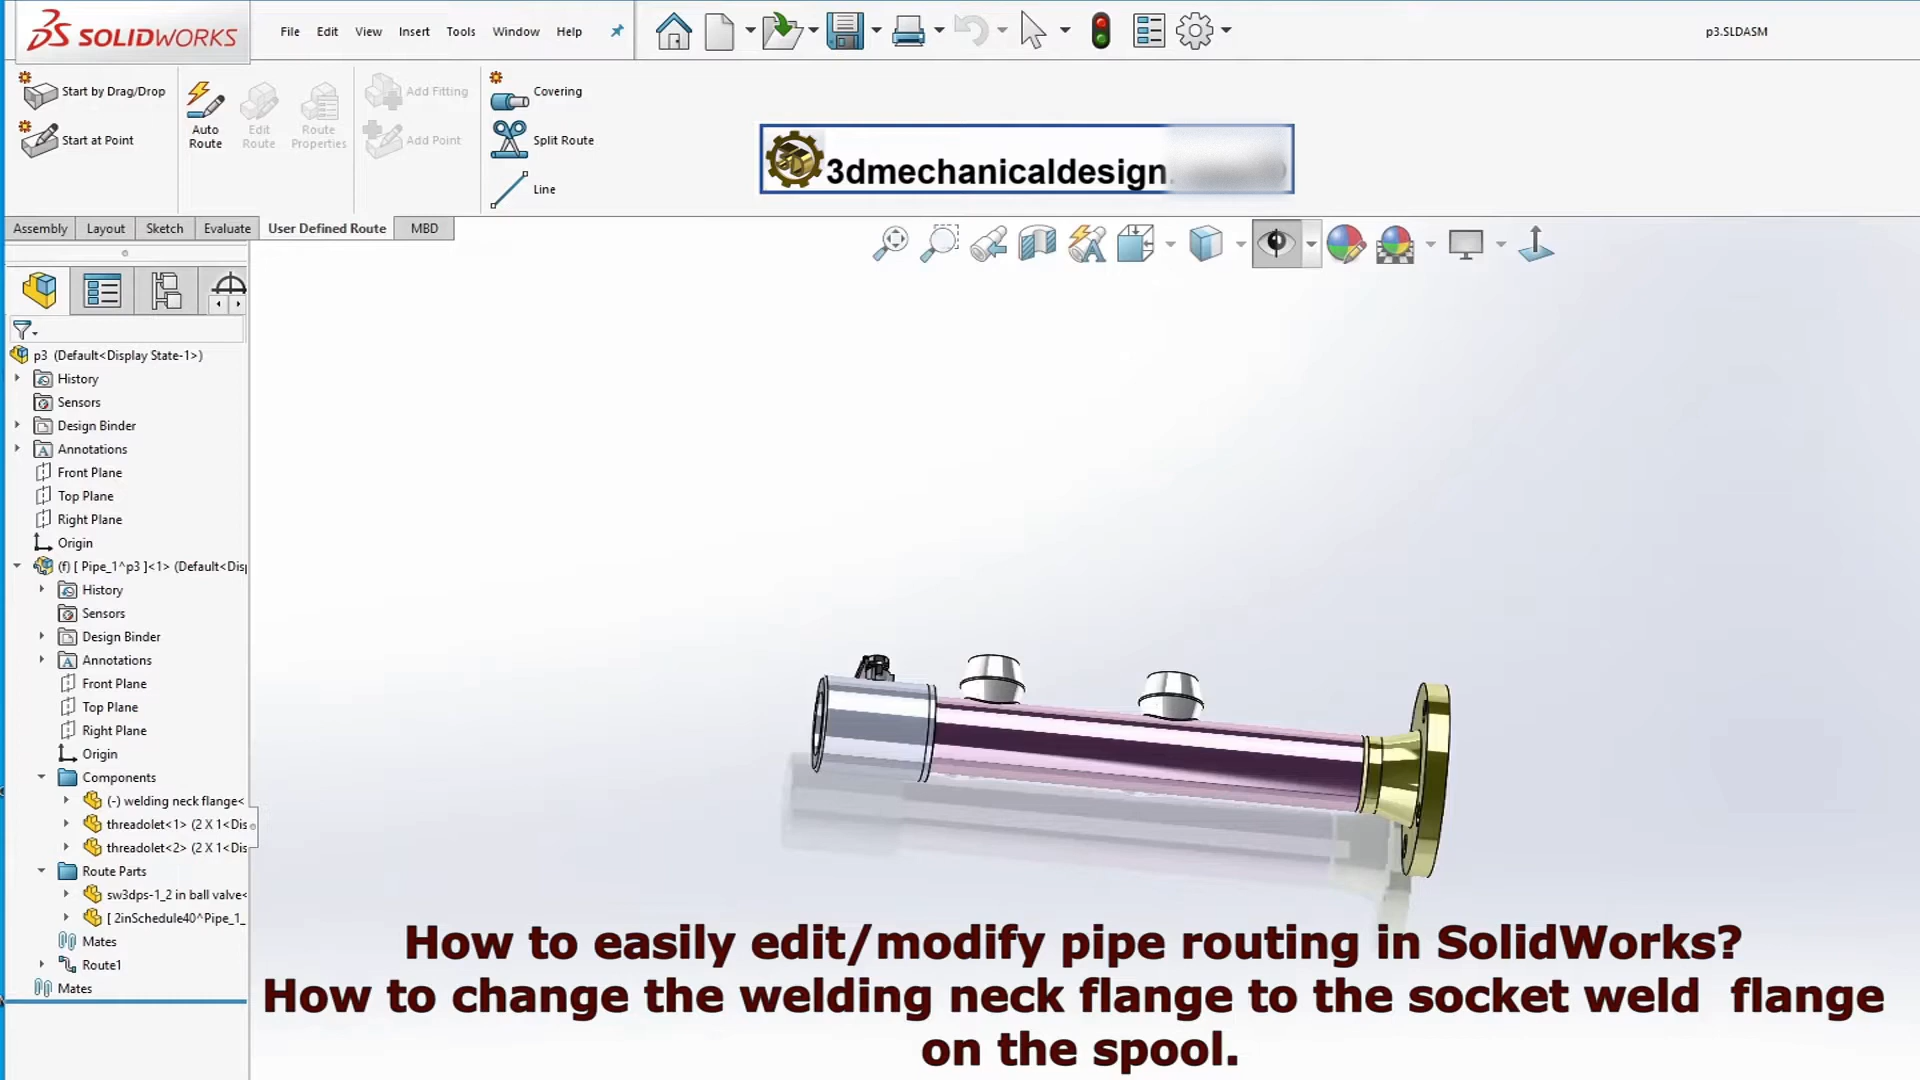 SOLIDWORKS
File Edit View Insert Tools Window Help
p3.SLDASM
Start by Drag/Drop
Start at Point
Auto Route
Edit Route
Route Properties
Add Fitting
Add Point
Covering
Split Route
Line
3dmechanicaldesign.
Assembly Layout Sketch Evaluate User Defined Route MBD
p3 (Default<Display State-1>)
History
Sensors
Design Binder
Annotations
Front Plane
Top Plane
Right Plane
Origin
(f) [ Pipe_1^p3 ]<1> (Default<Disp
History
Sensors
Design Binder
Annotations
Front Plane
Top Plane
Right Plane
Origin
Components
(-) welding neck flange<
threadolet<1> (2 X 1<Dis
threadolet<2> (2 X 1<Dis
Route Parts
sw3dps-1_2 in ball valve<
[ 2inSchedule40^Pipe_1_
Mates
Route1
Mates
How to easily edit/modify pipe routing in SolidWorks?
How to change the welding neck flange to the socket weld flange
on the spool.